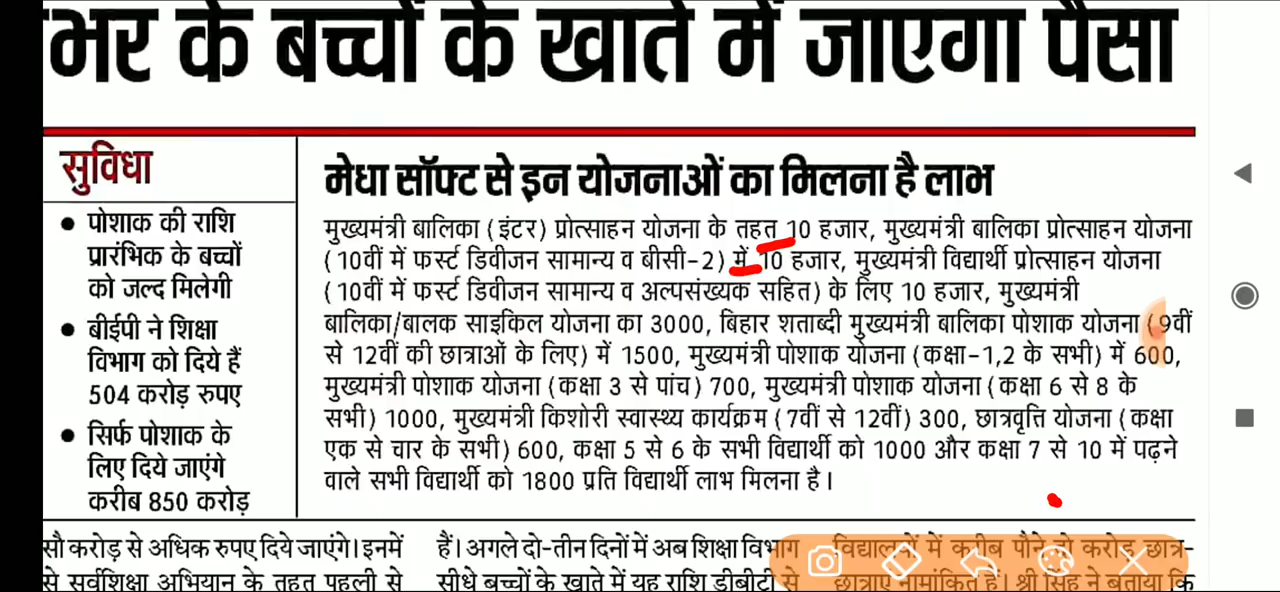 भर के बच्चों के खाते में जाएगा पैसा
सुविधा
● पोशाक की राशि
प्रारंभिक के बच्चों
को जल्द मिलेगी
● बीईपी ने शिक्षा
विभाग को दिये हैं
504 करोड़ रुपए
● सिर्फ पोशाक के
लिए दिये जाएंगे
करीब 850 करोड़
मेधा सॉफ्ट से इन योजनाओं का मिलना है लाभ
मुख्यमंत्री बालिका (इंटर) प्रोत्साहन योजना के तहत 10 हजार, मुख्यमंत्री बालिका प्रोत्साहन योजना
(10वीं में फर्स्ट डिवीजन सामान्य व बीसी-2) में 10 हजार, मुख्यमंत्री विद्यार्थी प्रोत्साहन योजना
(10वीं में फर्स्ट डिवीजन सामान्य व अल्पसंख्यक सहित) के लिए 10 हजार, मुख्यमंत्री
बालिका/बालक साइकिल योजना का 3000, बिहार शताब्दी मुख्यमंत्री बालिका पोशाक योजना (9वीं
से 12वीं की छात्राओं के लिए) में 1500, मुख्यमंत्री पोशाक योजना (कक्षा-1,2 के सभी) में 600,
मुख्यमंत्री पोशाक योजना (कक्षा 3 से पांच) 700, मुख्यमंत्री पोशाक योजना (कक्षा 6 से 8 के
सभी) 1000, मुख्यमंत्री किशोरी स्वास्थ्य कार्यक्रम (7वीं से 12वीं) 300, छात्रवृत्ति योजना (कक्षा
एक से चार के सभी) 600, कक्षा 5 से 6 के सभी विद्यार्थी को 1000 और कक्षा 7 से 10 में पढ़ने
वाले सभी विद्यार्थी को 1800 प्रति विद्यार्थी लाभ मिलना है।
सौ करोड़ से अधिक रुपए दिये जाएंगे। इनमें
से सर्वशिक्षा अभियान के तहत पहली से
हैं। अगले दो-तीन दिनों में अब शिक्षा विभाग
सीधे बच्चों के खाते में यह राशि डीबीटी से
विद्यालयों में करीब पौने दो करोड़ छात्र-
छात्राएं नामांकित हैं। श्री सिंह ने बताया कि